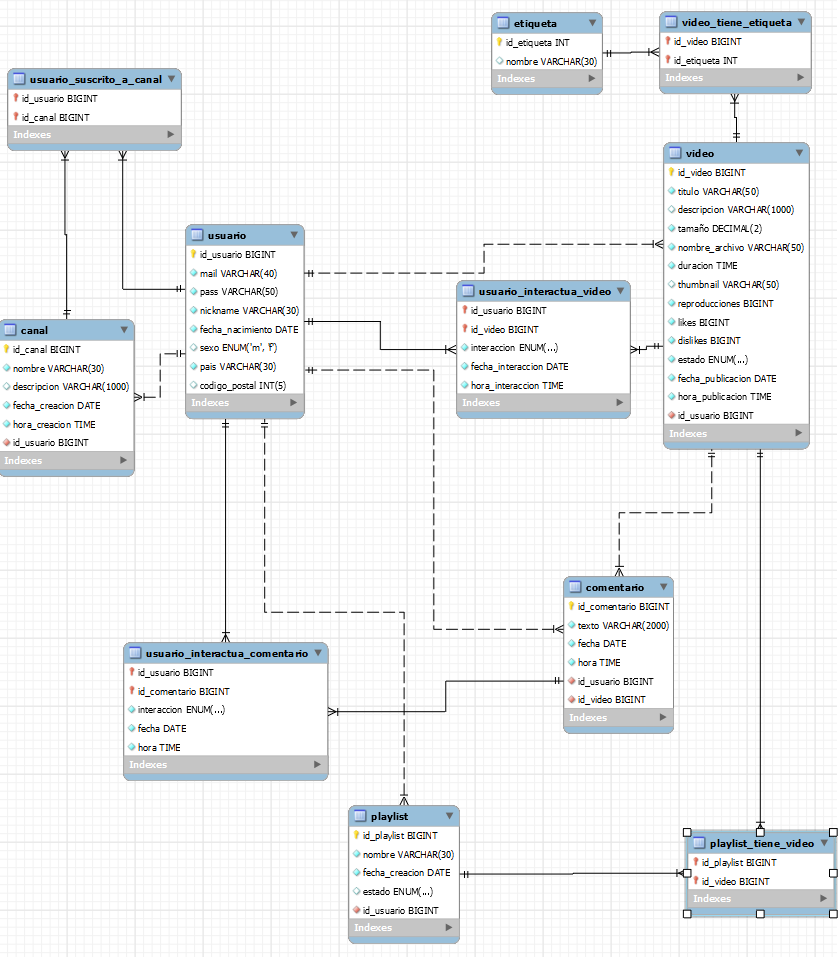 etiqueta
id_etiqueta INT
nombre VARCHAR(30)
Indexes
video_tiene_etiqueta
id_video BIGINT
id_etiqueta INT
Indexes
usuario_suscrito_a_canal
id_usuario BIGINT
id_canal BIGINT
Indexes
video
id_video BIGINT
titulo VARCHAR(50)
descripcion VARCHAR(1000)
tamaño DECIMAL(2)
nombre_archivo VARCHAR(50)
duracion TIME
thumbnail VARCHAR(50)
reproducciones BIGINT
likes BIGINT
dislikes BIGINT
estado ENUM(...)
fecha_publicacion DATE
hora_publicacion TIME
id_usuario BIGINT
Indexes
usuario
id_usuario BIGINT
mail VARCHAR(40)
pass VARCHAR(50)
nickname VARCHAR(30)
fecha_nacimiento DATE
sexo ENUM('m', 'f')
pais VARCHAR(30)
codigo_postal INT(5)
Indexes
usuario_interactua_video
id_usuario BIGINT
id_video BIGINT
interaccion ENUM(...)
fecha_interaccion DATE
hora_interaccion TIME
Indexes
canal
id_canal BIGINT
nombre VARCHAR(30)
descripcion VARCHAR(1000)
fecha_creacion DATE
hora_creacion TIME
id_usuario BIGINT
Indexes
comentario
id_comentario BIGINT
texto VARCHAR(2000)
fecha DATE
hora TIME
id_usuario BIGINT
id_video BIGINT
Indexes
usuario_interactua_comentario
id_usuario BIGINT
id_comentario BIGINT
interaccion ENUM(...)
fecha DATE
hora TIME
Indexes
playlist
id_playlist BIGINT
nombre VARCHAR(30)
fecha_creacion DATE
estado ENUM(...)
id_usuario BIGINT
Indexes
playlist_tiene_video
id_playlist BIGINT
id_video BIGINT
Indexes